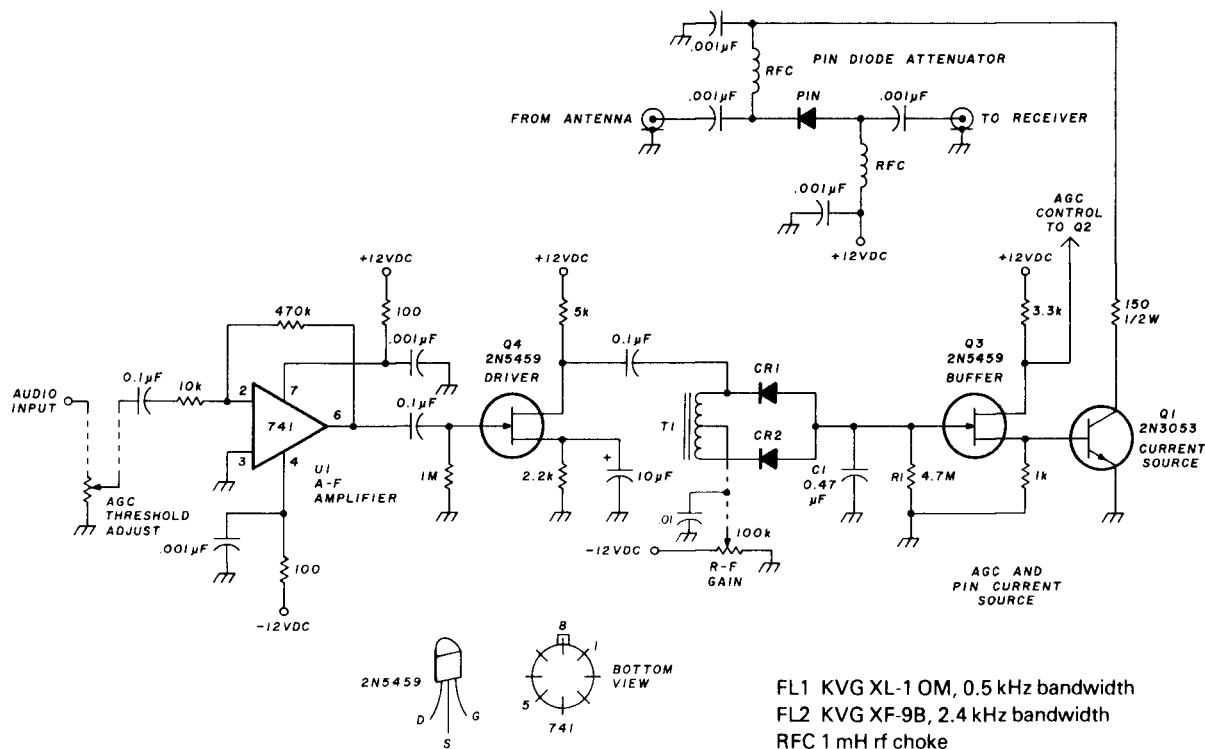 .001µF
RFC
PIN DIODE ATTENUATOR
FROM ANTENNA
.001µF
PIN
.001µF
TO RECEIVER
RFC
.001µF
+12VDC
AGC
CONTROL
TO Q2
+12VDC
3.3k
150
1/2W
+12VDC
100
.001µF
470k
+12VDC
5k
Q4
2N5459
DRIVER
0.1µF
Q3
2N5459
BUFFER
Q1
2N3053
CURRENT
SOURCE
AUDIO
INPUT
0.1µF
10k
2
7
741
6
3
4
U1
A-F
AMPLIFIER
0.1µF
1M
2.2k
+
10µF
T1
CR1
CR2
C1
0.47
µF
R1
4.7M
1k
AGC
THRESHOLD
ADJUST
.001µF
100
-12VDC
.01
100k
-12VDC
R-F
GAIN
AGC AND
PIN CURRENT
SOURCE
2N5459
D
S
G
8
1
5
741
BOTTOM
VIEW
FL1 KVG XL-1 OM, 0.5 kHz bandwidth
FL2 KVG XF-9B, 2.4 kHz bandwidth
RFC 1 mH rf choke